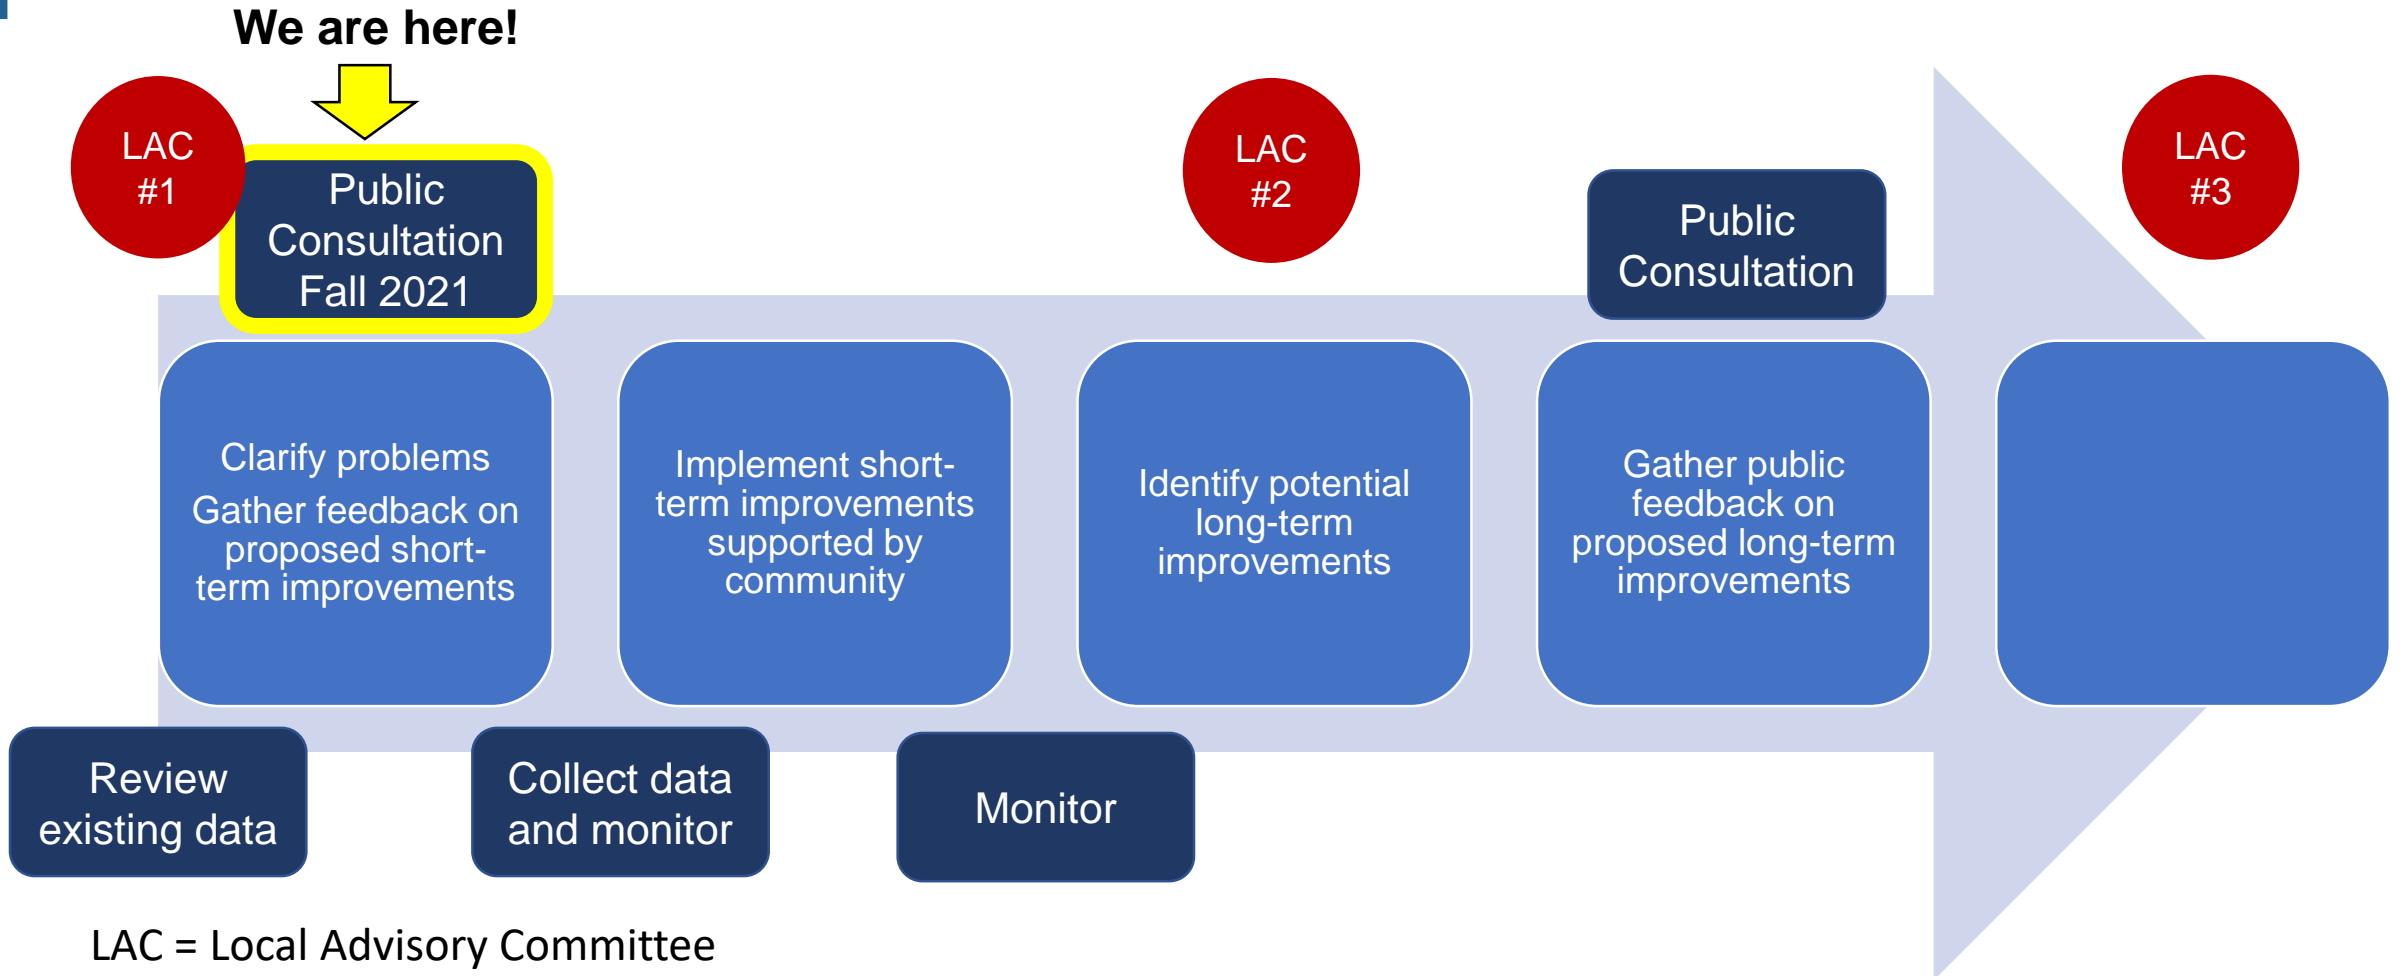 We are here!
LAC
#1
Public
Consultation
Fall 2021
LAC
#2
Public
Consultation
LAC
#3
Clarify problems
Gather feedback on
proposed short-
term improvements
Implement short-
term improvements
supported by
community
Identify potential
long-term
improvements
Gather public
feedback on
proposed long-term
improvements
Review
existing data
Collect data
and monitor
Monitor
LAC = Local Advisory Committee